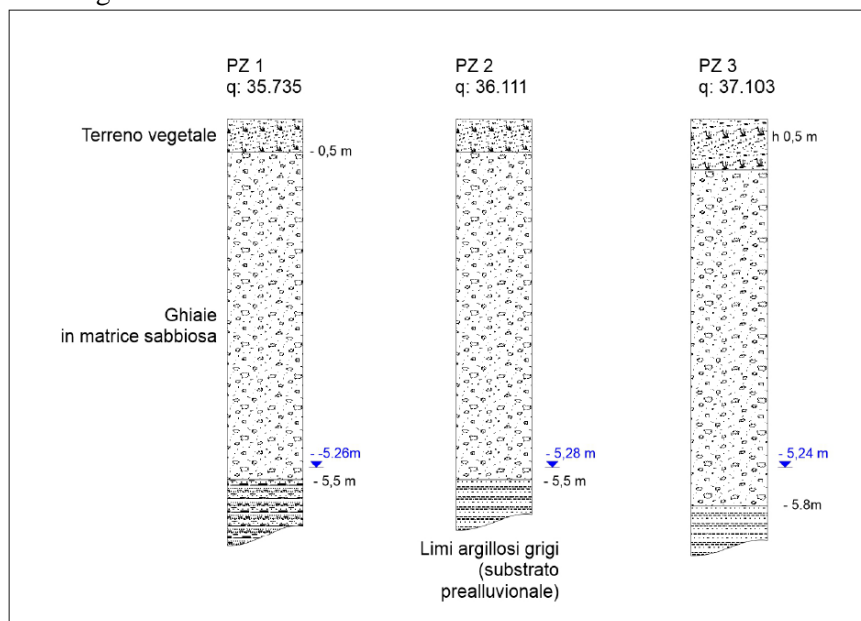 PZ 1
q: 35.735
PZ 2
q: 36.111
PZ 3
q: 37.103
Terreno vegetale
- 0,5 m
h 0,5 m
Ghiaie
in matrice sabbiosa
- -5.26m
- 5,28 m
- 5,24 m
- 5,5 m
- 5,5 m
- 5.8m
Limi argillosi grigi
(substrato
prealluvionale)